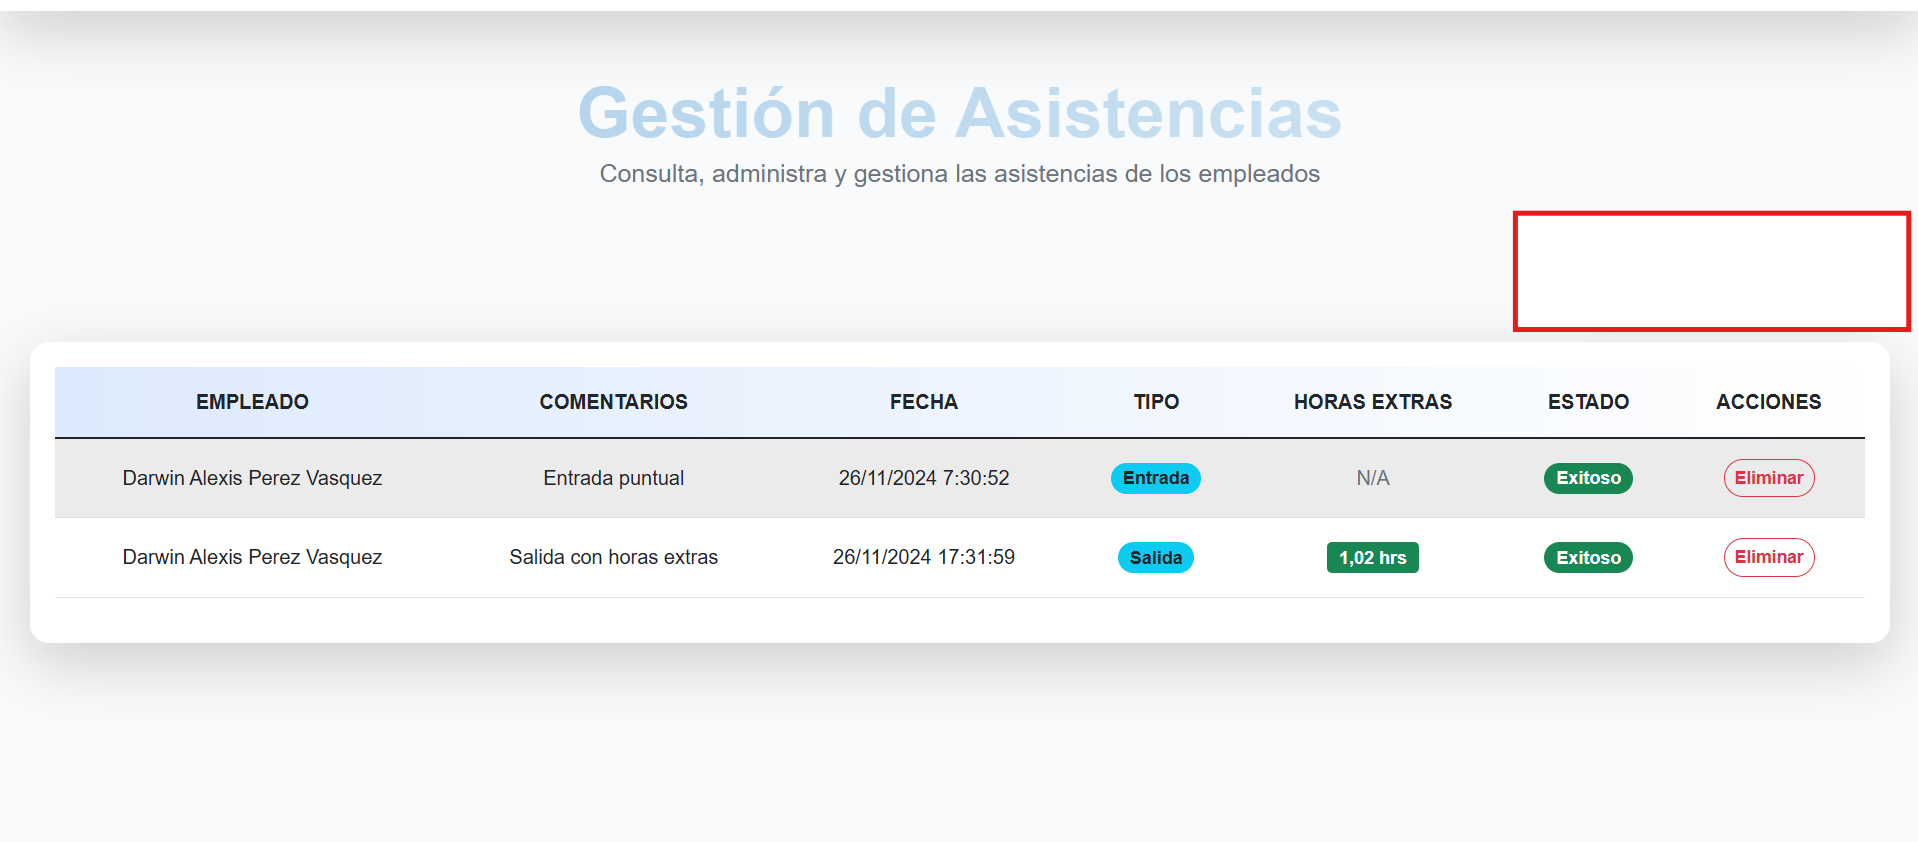 Gestión de Asistencias
Consulta, administra y gestiona las asistencias de los empleados
EMPLEADO COMENTARIOS FECHA TIPO HORAS EXTRAS ESTADO ACCIONES
Darwin Alexis Perez Vasquez Entrada puntual 26/11/2024 7:30:52 Entrada N/A Exitoso Eliminar
Darwin Alexis Perez Vasquez Salida con horas extras 26/11/2024 17:31:59 Salida 1,02 hrs Exitoso Eliminar